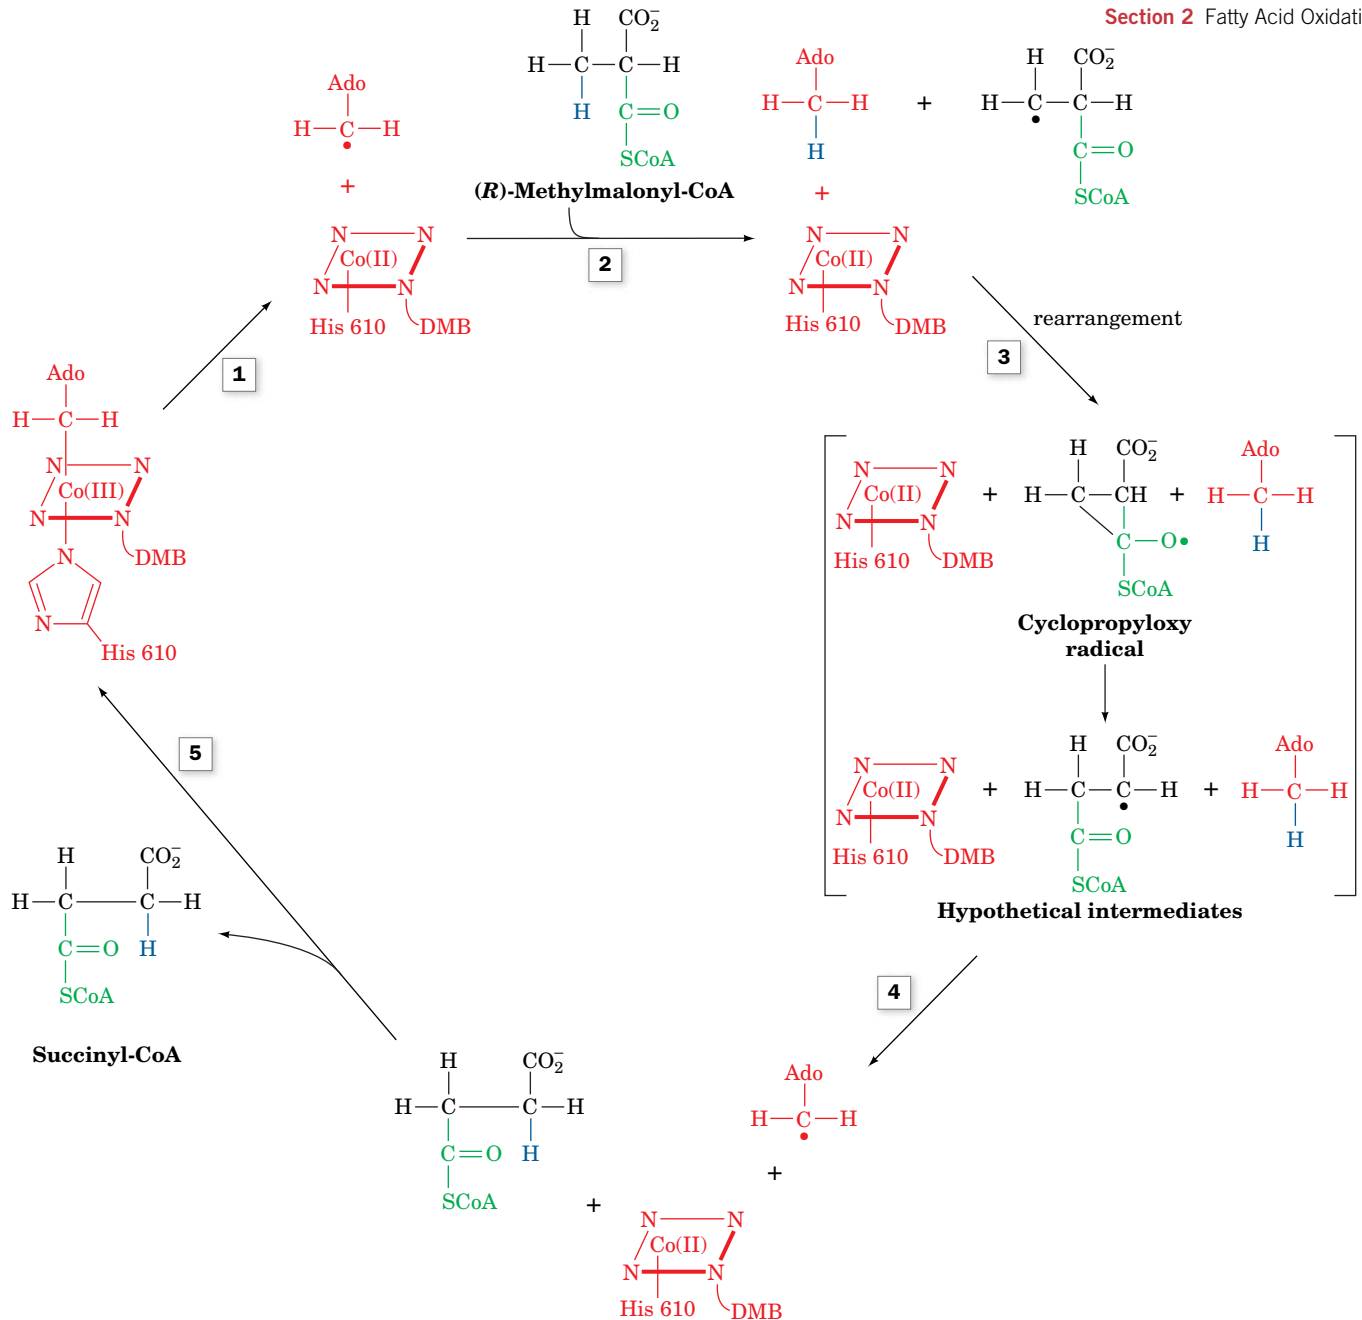 Section 2 Fatty Acid Oxidati
H CO₂⁻
H—C—C—H
H C=O
SCoA
(R)-Methylmalonyl-CoA
Ado
H—C—H
•
+
N N
Co(II)
N N
His 610 DMB
2
Ado
H—C—H
H
+
H CO₂⁻
H—C—C—H
• C=O
SCoA
+
N N
Co(II)
N N
His 610 DMB
1
rearrangement
3
Ado
H—C—H
N N
Co(III)
N N
N DMB
N
His 610
N N
Co(II)
N N
His 610 DMB
+
H CO₂⁻
H—C—CH
C—O•
SCoA
+
Ado
H—C—H
H
Cyclopropyloxy
radical
N N
Co(II)
N N
His 610 DMB
+
H CO₂⁻
H—C—C—H
•
C=O
SCoA
+
Ado
H—C—H
H
Hypothetical intermediates
4
5
H CO₂⁻
H—C—C—H
C=O H
SCoA
Succinyl-CoA
H CO₂⁻
H—C—C—H
C=O H
SCoA
+
Ado
H—C—H
•
+
N N
Co(II)
N N
His 610 DMB